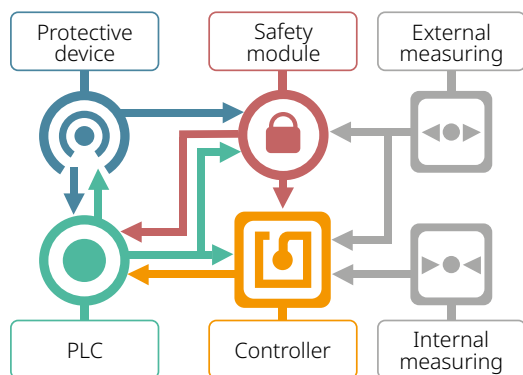 Protective
device
Safety
module
External
measuring
PLC
Controller
Internal
measuring